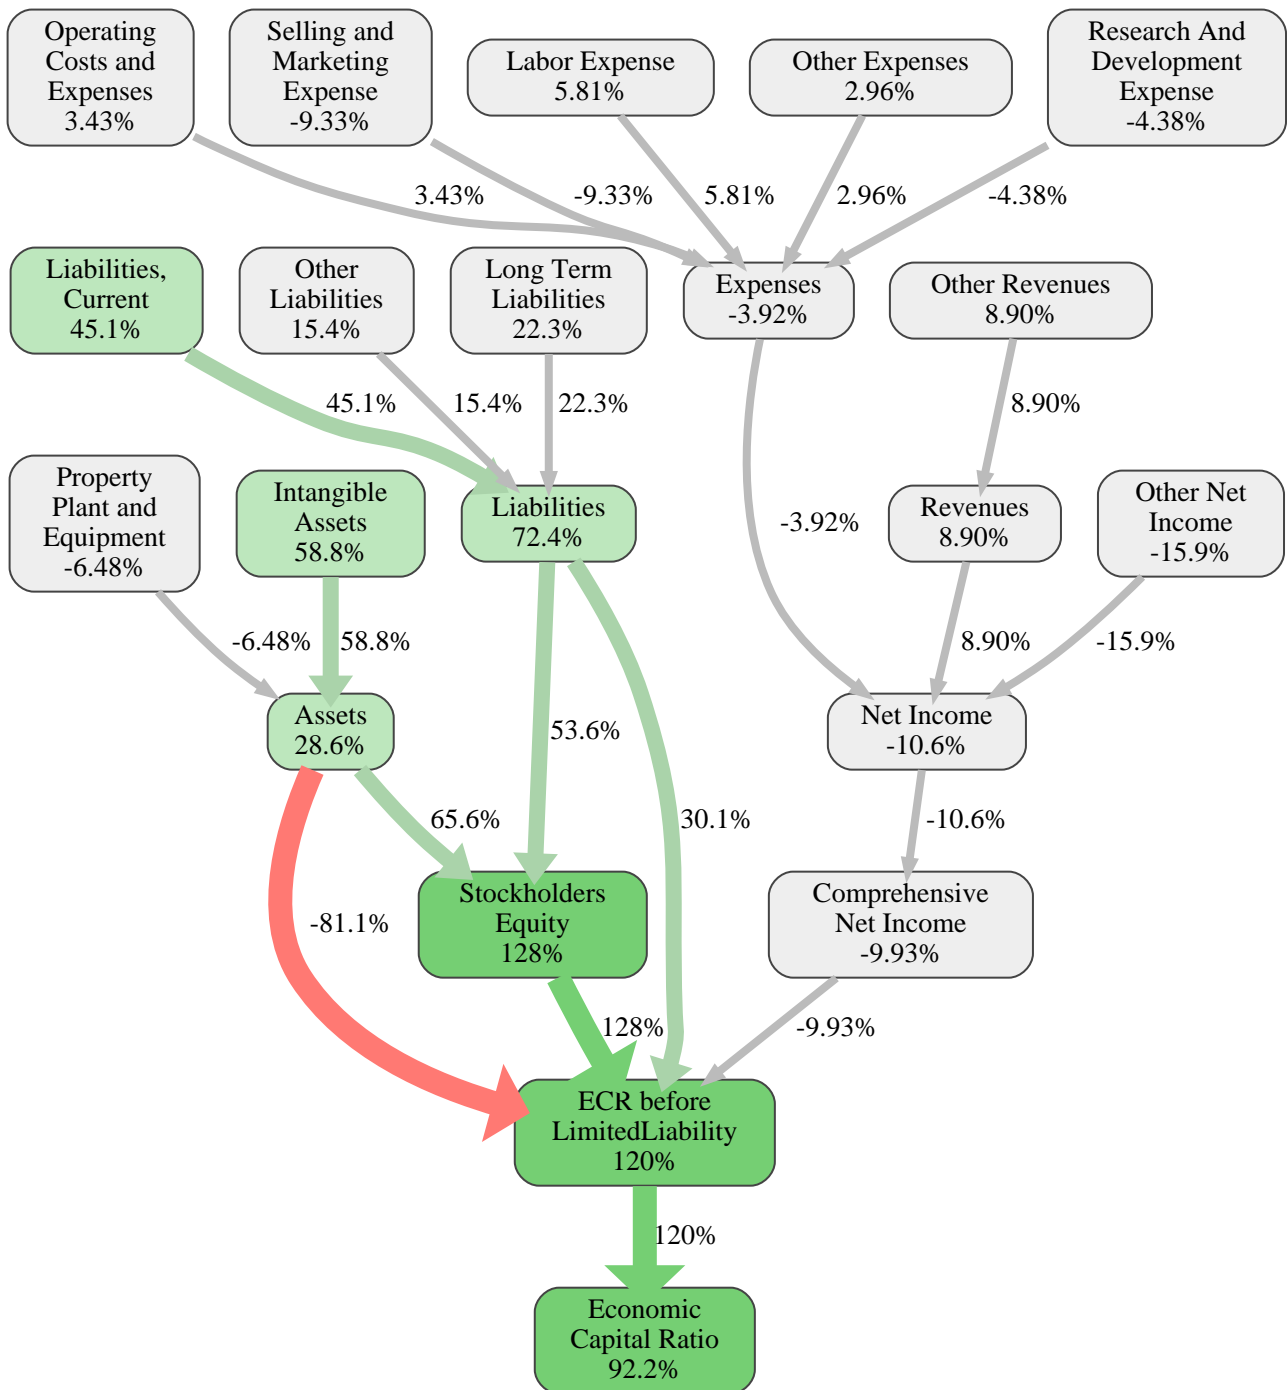 Operating
Costs and
Expenses
3.43%
Selling and
Marketing
Expense
-9.33%
Labor Expense
5.81%
Other Expenses
2.96%
Research And
Development
Expense
-4.38%
3.43%
-9.33%
5.81%
2.96%
-4.38%
Liabilities,
Current
45.1%
Other
Liabilities
15.4%
Long Term
Liabilities
22.3%
Expenses
-3.92%
Other Revenues
8.90%
45.1%
15.4%
22.3%
8.90%
Property
Plant and
Equipment
-6.48%
Intangible
Assets
58.8%
Liabilities
72.4%
-3.92%
Revenues
8.90%
Other Net
Income
-15.9%
-6.48%
58.8%
8.90%
-15.9%
Assets
28.6%
53.6%
Net Income
-10.6%
65.6%
30.1%
-10.6%
-81.1%
Stockholders
Equity
128%
Comprehensive
Net Income
-9.93%
128%
-9.93%
ECR before
LimitedLiability
120%
120%
Economic
Capital Ratio
92.2%